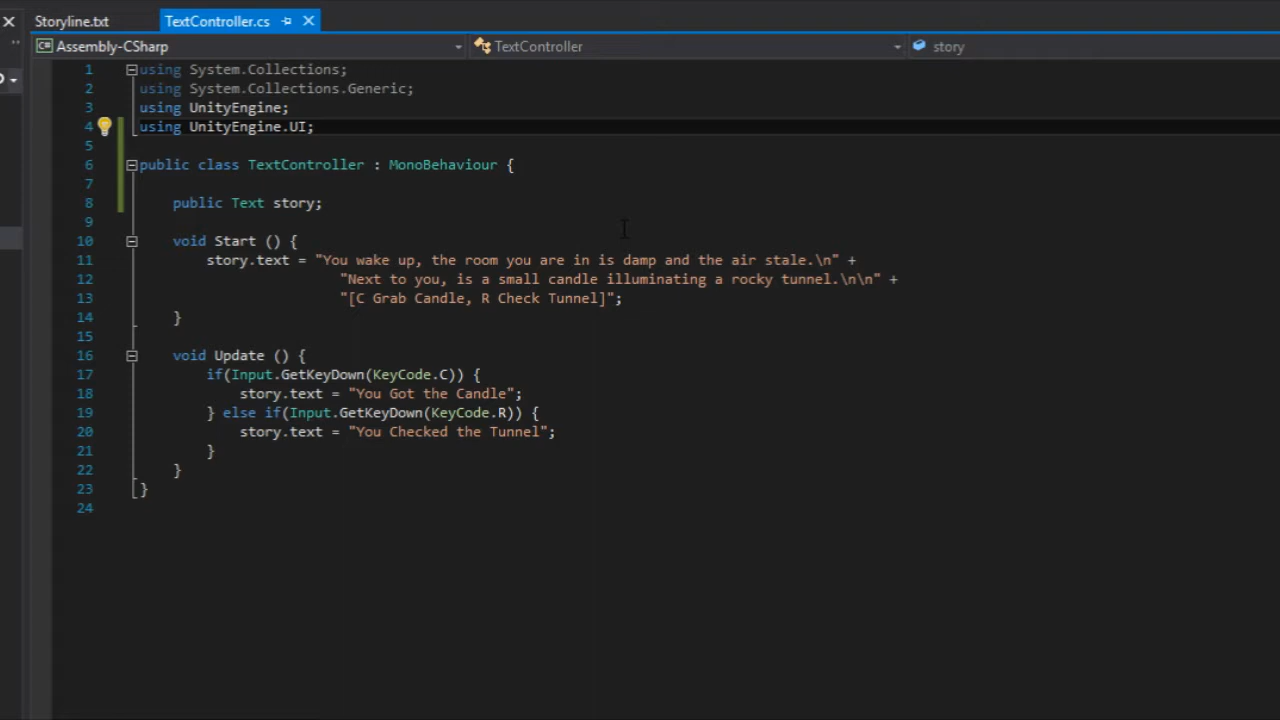 Storyline.txt TextController.cs
Assembly-CSharp TextController story
1 using System.Collections;
2 using System.Collections.Generic;
3 using UnityEngine;
4 using UnityEngine.UI;
5
6 public class TextController : MonoBehaviour {
7
8 public Text story;
9
10 void Start () {
11 story.text = "You wake up, the room you are in is damp and the air stale.\n" +
12 "Next to you, is a small candle illuminating a rocky tunnel.\n\n" +
13 "[C Grab Candle, R Check Tunnel]";
14 }
15
16 void Update () {
17 if(Input.GetKeyDown(KeyCode.C)) {
18 story.text = "You Got the Candle";
19 } else if(Input.GetKeyDown(KeyCode.R)) {
20 story.text = "You Checked the Tunnel";
21 }
22 }
23 }
24